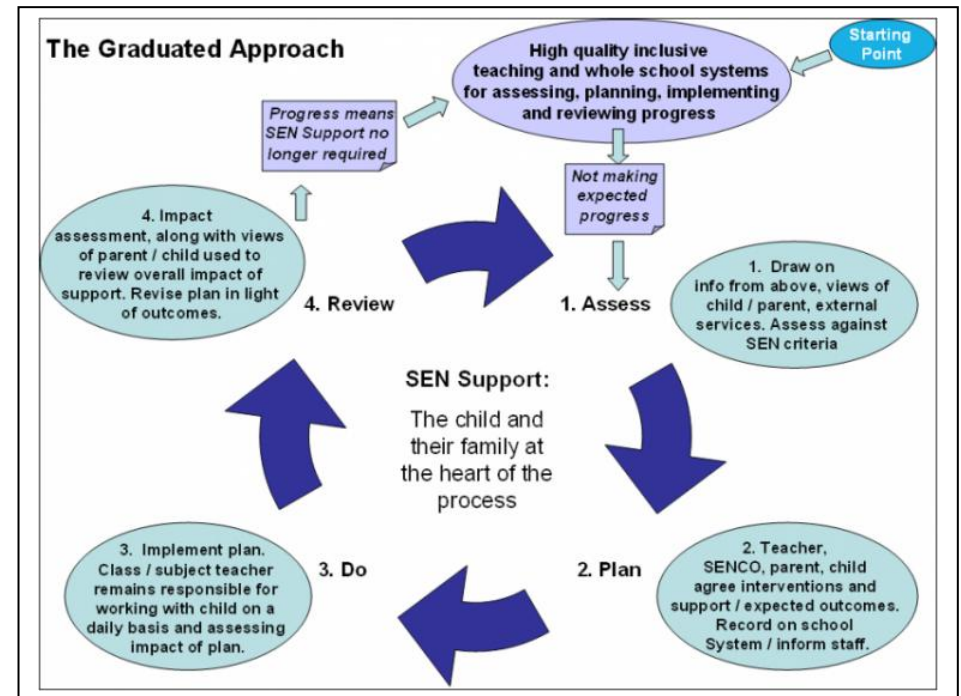 The Graduated Approach
Starting
Point
High quality inclusive
teaching and whole school systems
for assessing, planning, implementing
and reviewing progress
Progress means
SEN Support no
longer required
Not making
expected
progress
4. Impact
assessment, along with views
of parent / child used to
review overall impact of
support. Revise plan in light
of outcomes.
4. Review
1. Assess
1. Draw on
info from above, views of
child / parent, external
services. Assess against
SEN criteria
SEN Support:
The child and
their family at
the heart of the
process
3. Implement plan.
Class / subject teacher
remains responsible for
working with child on a
daily basis and assessing
impact of plan.
3. Do
2. Plan
2. Teacher,
SENCO, parent, child
agree interventions and
support / expected outcomes.
Record on school
System / inform staff.